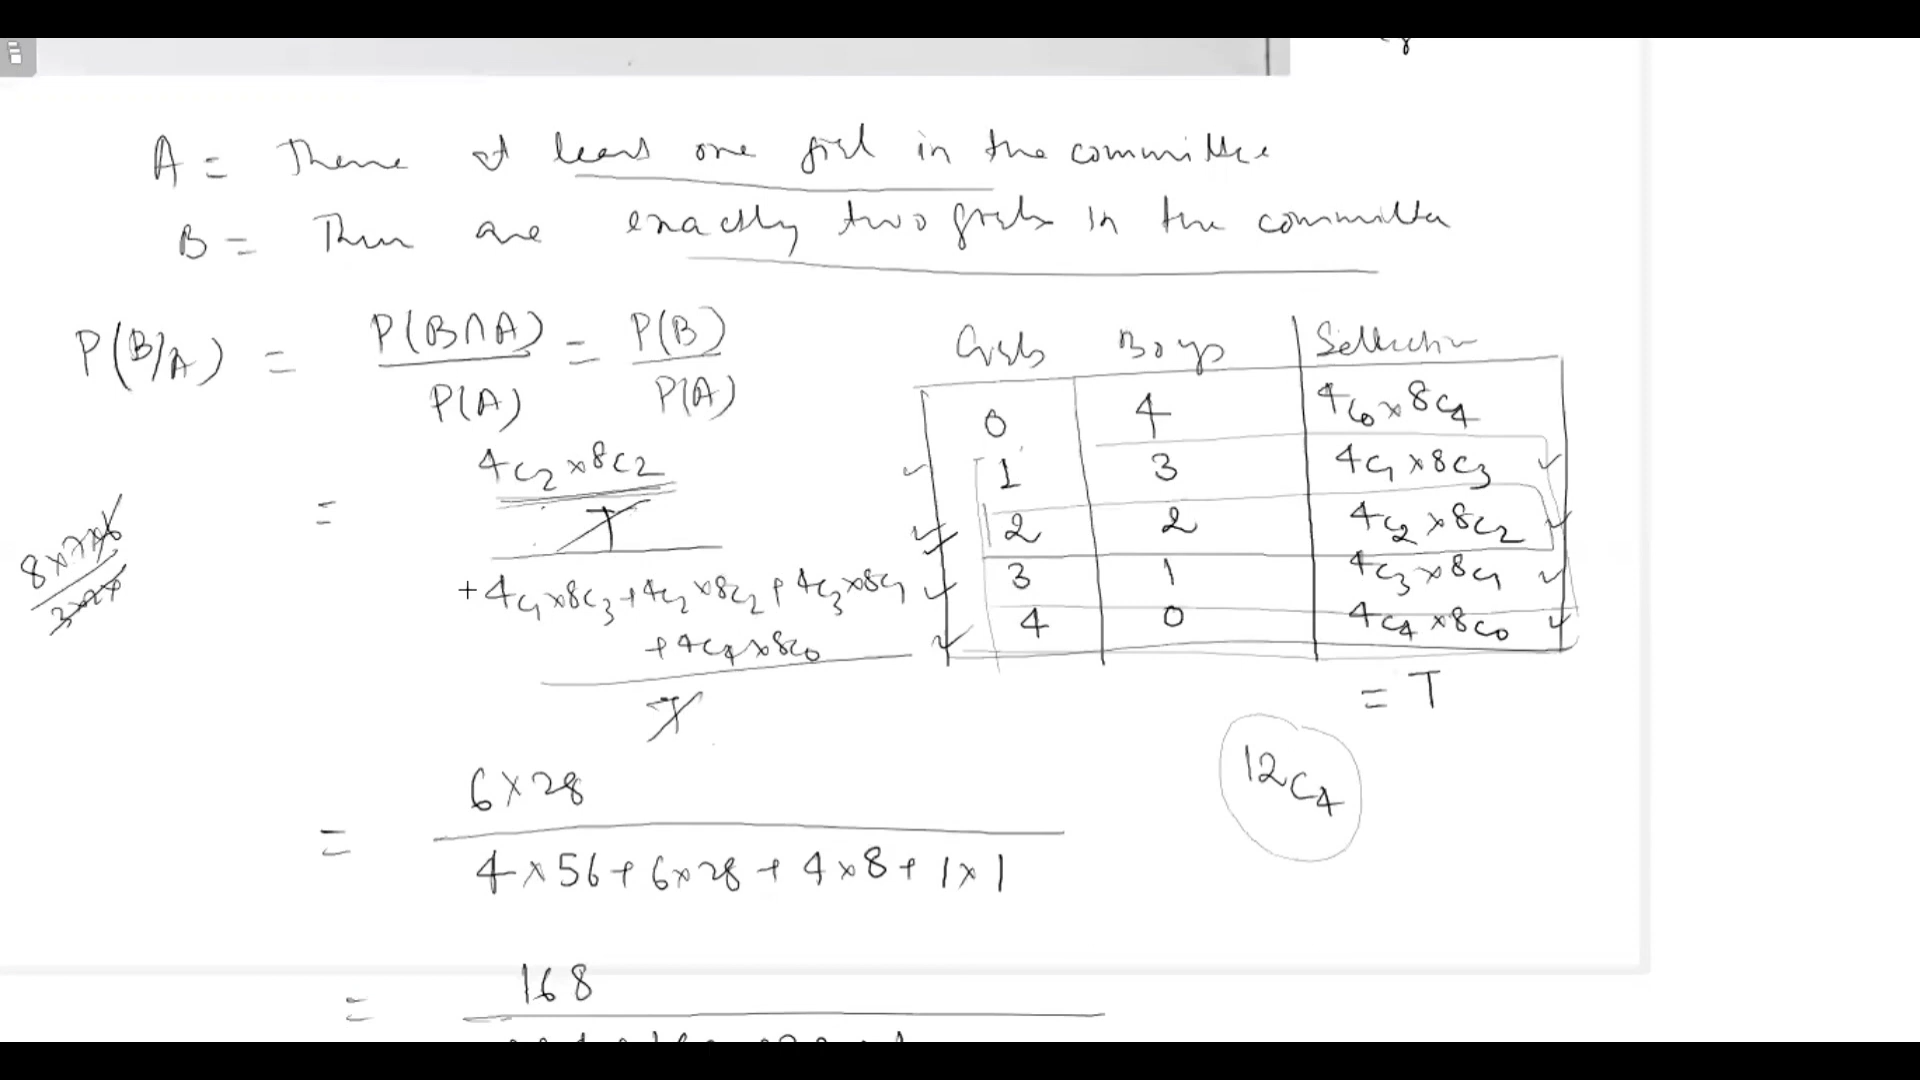 A = There at least one girl in the committee
B = There are exactly two girls in the committee
P(B/A) = P(B∩A)/P(A) = P(B)/P(A)
Girls Boys Selection
0 4 4C0 × 8C4
1 3 4C1 × 8C3
2 2 4C2 × 8C2
3 1 4C3 × 8C1
4 0 4C4 × 8C0
= T
12C4
= 4C2 × 8C2
T
+ 4C1 × 8C3 + 4C2 × 8C2 + 4C3 × 8C1
+ 4C4 × 8C0
T
8×7×6
= 6 × 28
4 × 56 + 6 × 28 + 4 × 8 + 1 × 1
= 168